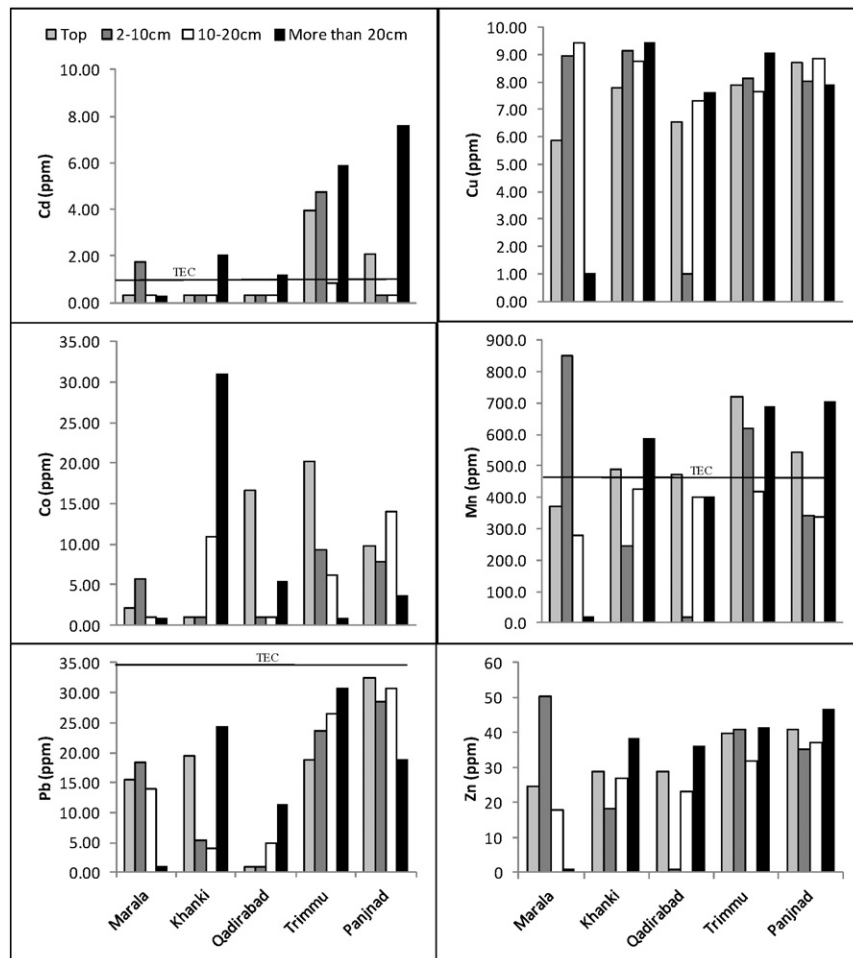 Top 2-10cm 10-20cm More than 20cm
10.00
8.00
6.00
4.00
2.00
0.00
Cd (ppm)
TEC
10.00
9.00
8.00
7.00
6.00
5.00
4.00
3.00
2.00
1.00
0.00
Cu (ppm)
35.00
30.00
25.00
20.00
15.00
10.00
5.00
0.00
Co (ppm)
900.0
800.0
700.0
600.0
500.0
400.0
300.0
200.0
100.0
.0
Mn (ppm)
TEC
35.00
30.00
25.00
20.00
15.00
10.00
5.00
0.00
Pb (ppm)
TEC
Marala
Khanki
Qadirabad
Trimmu
Panjnad
60
50
40
30
20
10
0
Zn (ppm)
Marala
Khanki
Qadirabad
Trimmu
Panjnad